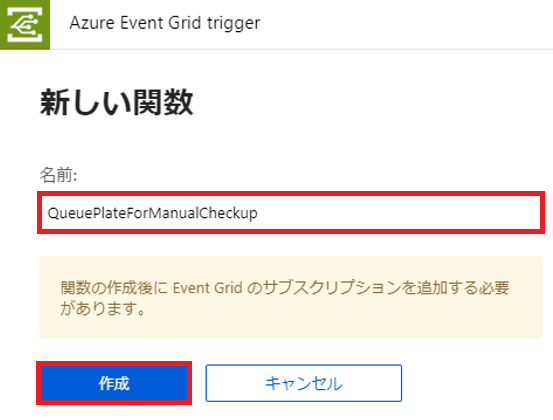 Azure Event Grid trigger
新しい関数
名前:
QueuePlateForManualCheckup
関数の作成後に Event Grid のサブスクリプションを追加する必要
があります。
作成
キャンセル